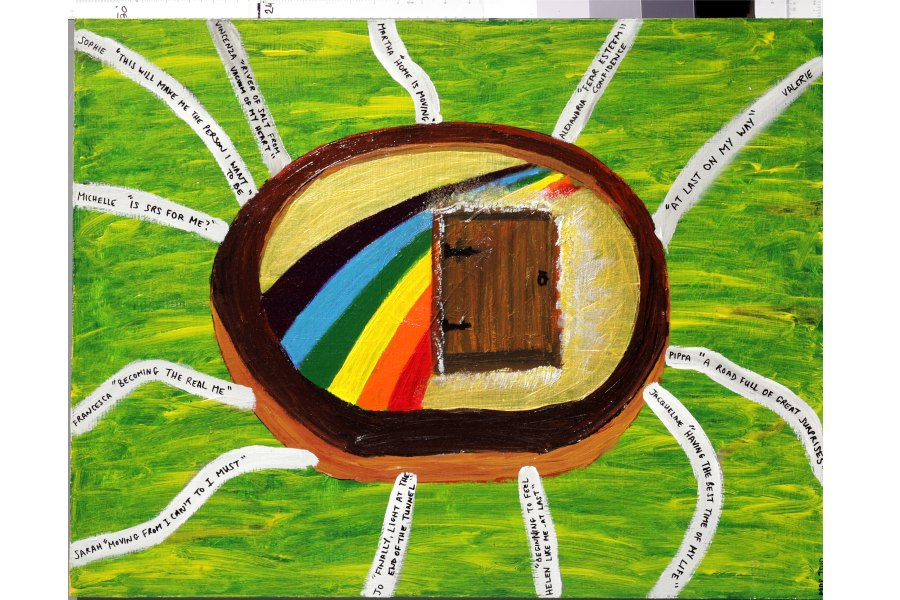 SOPHIE "THIS WILL MAKE ME THE PERSON I WANT
TO BE"
VINCENZA "RIVER OF SALT FROM
VACUUM OF MY HEART"
MARTHA "HOME IS MOVING"
ALEXANDRIA "FEAR ESTEEM
CONFIDENCE"
"AT LAST ON MY WAY" VALERIE
MICHELLE "IS SRS FOR ME?"
FRANCESCA "BECOMING THE REAL ME"
SARAH "MOVING FROM I CAN'T TO I MUST"
JO "FINALLY, LIGHT AT THE
END OF THE TUNNEL"
"BEGINNING TO FEEL
HELEN LIKE ME-AT LAST"
JACQUELINE "HAVING THE BEST TIME OF MY LIFE"
PIPPA "A ROAD FULL OF GREAT SURPRISES
20
24